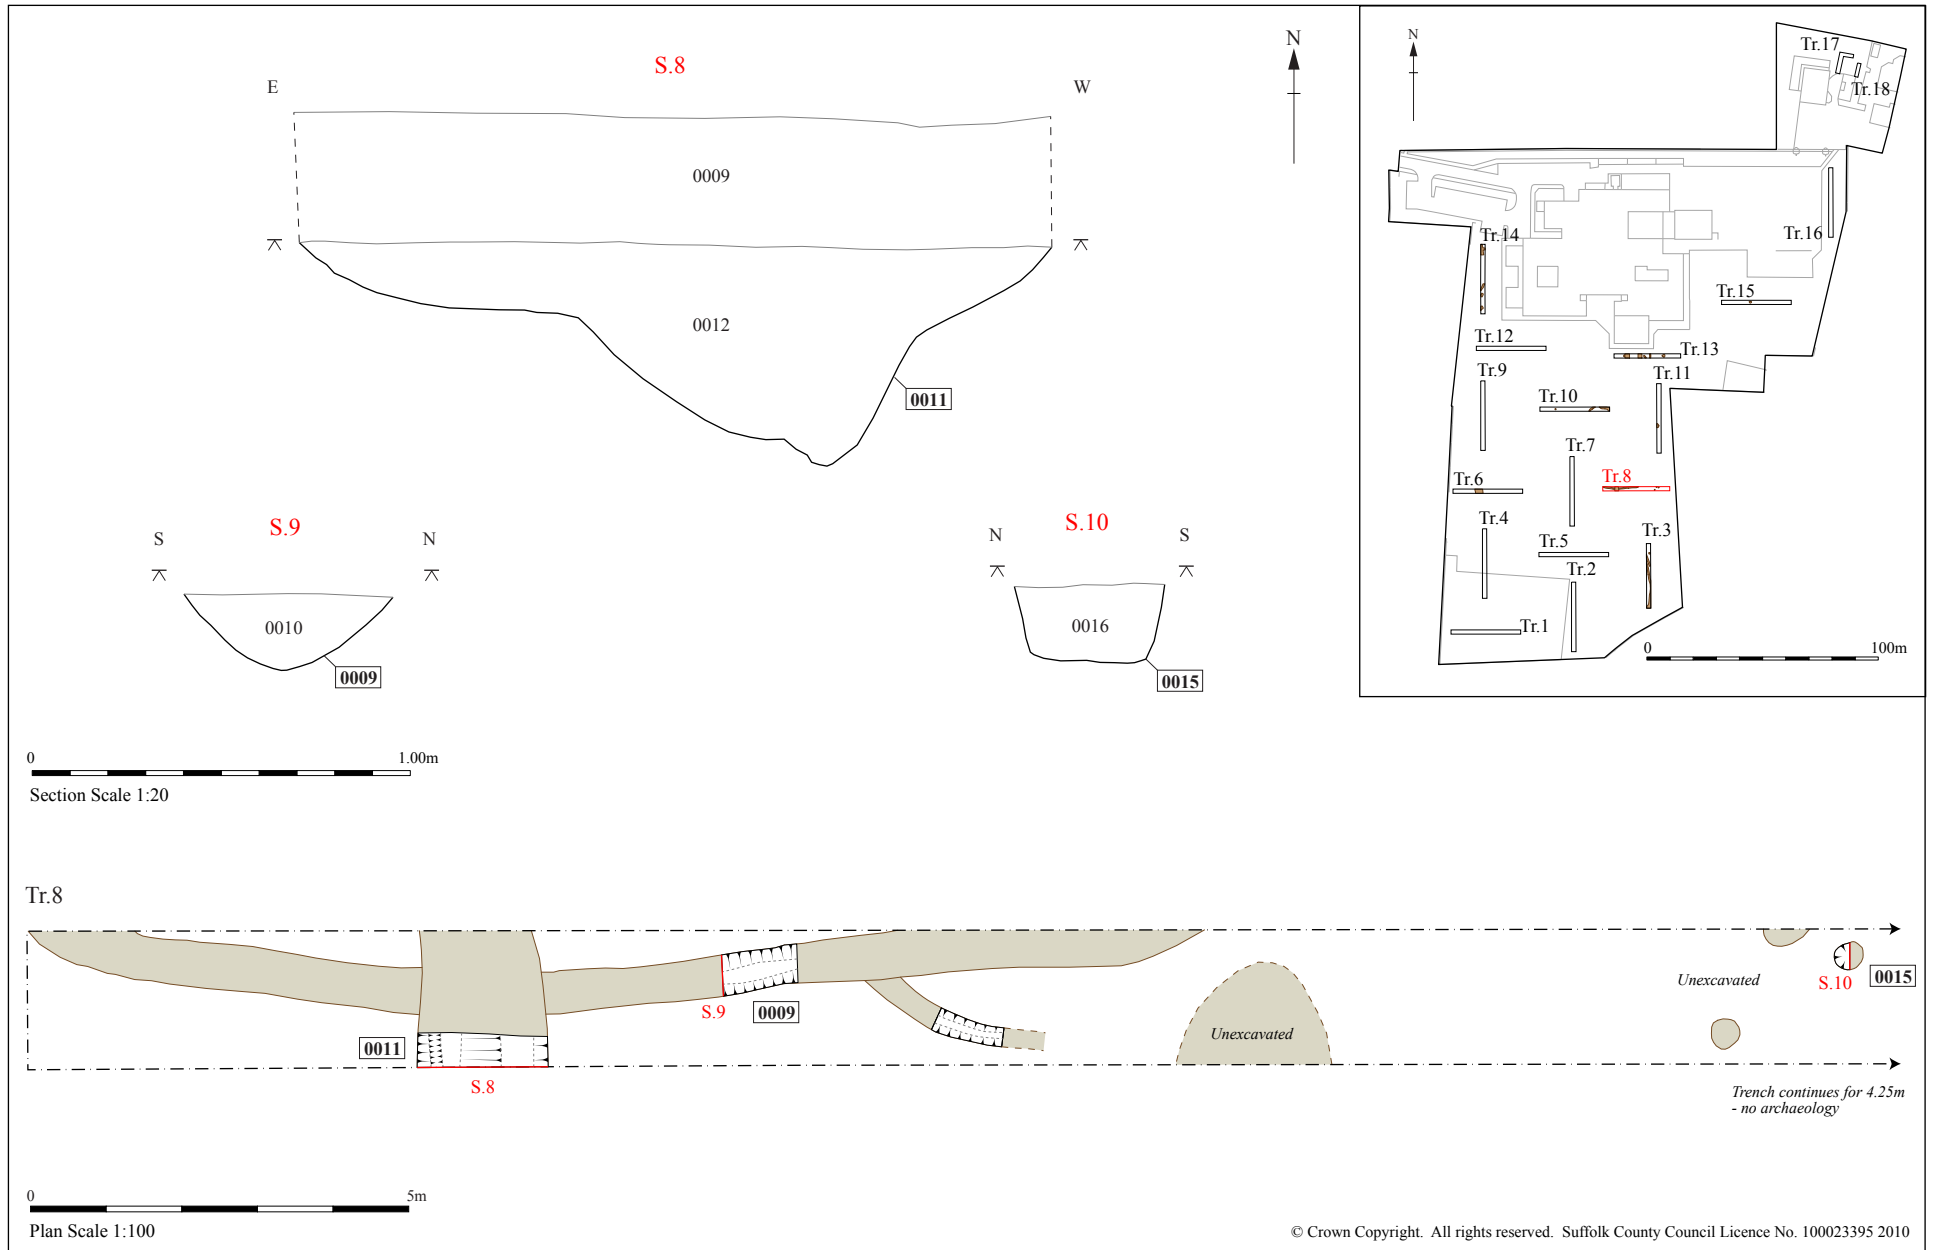 S.8
E
W
0009
0012
0011
N
S.9
S
N
0010
0009
S.10
N
S
0016
0015
0
1.00m
Section Scale 1:20
N
Tr.17
Tr.18
Tr.14
Tr.16
Tr.15
Tr.12
Tr.13
Tr.9
Tr.11
Tr.10
Tr.7
Tr.6
Tr.8
Tr.4
Tr.3
Tr.5
Tr.2
Tr.1
0
100m
Tr.8
0011
S.8
S.9
0009
Unexcavated
Unexcavated
S.10
0015
Trench continues for 4.25m
- no archaeology
0
5m
Plan Scale 1:100
© Crown Copyright. All rights reserved. Suffolk County Council Licence No. 100023395 2010